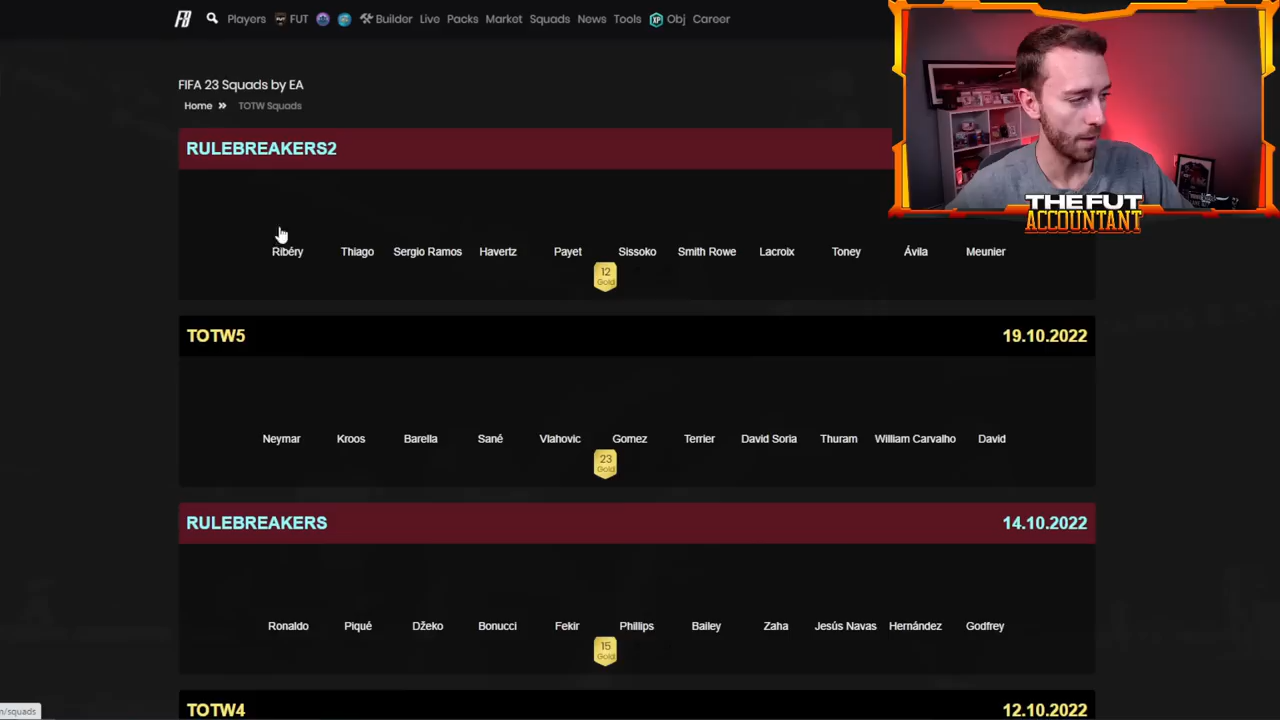 Players FUT Builder Live Packs Market Squads News Tools Obj Career
FIFA 23 Squads by EA
Home » TOTW Squads
RULEBREAKERS2
Ribéry Thiago Sergio Ramos Havertz Payet Sissoko Smith Rowe Lacroix Toney Ávila Meunier
12
Gold
TOTW5 19.10.2022
Neymar Kroos Barella Sané Vlahovic Gomez Terrier David Soria Thuram William Carvalho David
23
Gold
RULEBREAKERS 14.10.2022
Ronaldo Piqué Džeko Bonucci Fekir Phillips Bailey Zaha Jesús Navas Hernández Godfrey
15
Gold
TOTW4 12.10.2022
m/squads
THE FUT
ACCOUNTANT